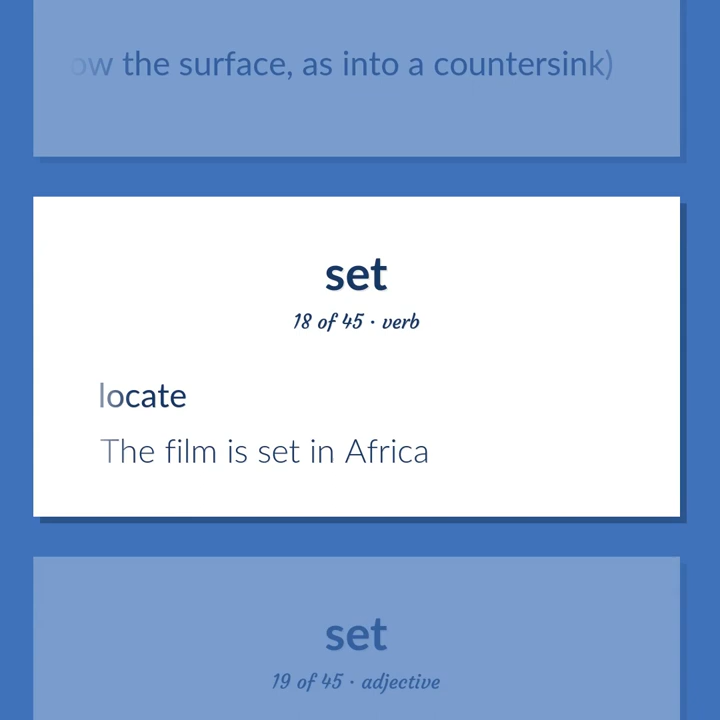 ow the surface, as into a countersink)
set
18 of 45 · verb
locate
The film is set in Africa
set
19 of 45 · adjective